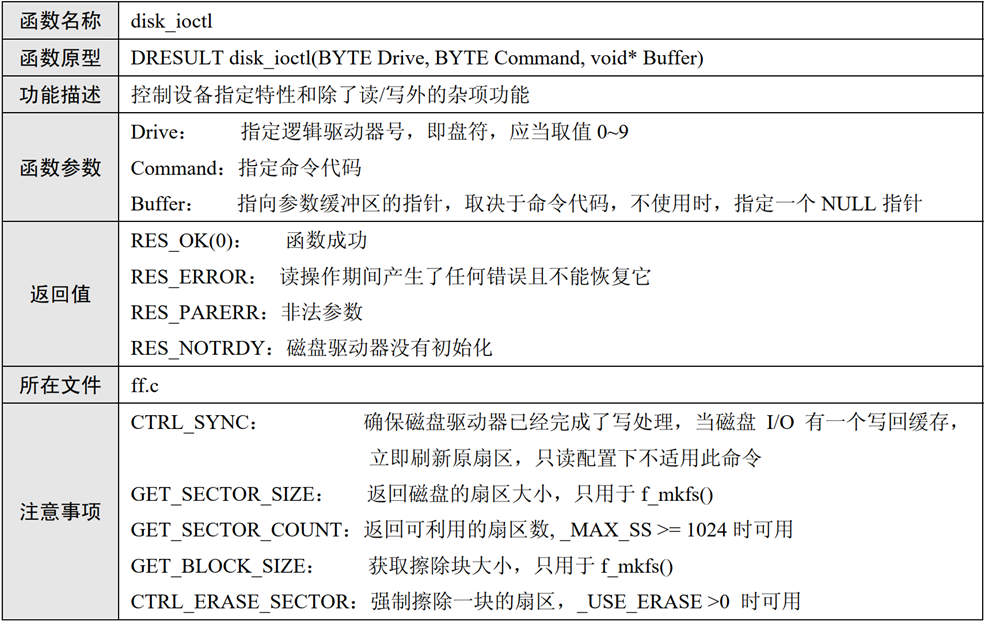 函数名称 disk_ioctl
函数原型 DRESULT disk_ioctl(BYTE Drive, BYTE Command, void* Buffer)
功能描述 控制设备指定特性和除了读/写外的杂项功能
函数参数
Drive： 指定逻辑驱动器号，即盘符，应当取值 0~9
Command：指定命令代码
Buffer： 指向参数缓冲区的指针，取决于命令代码，不使用时，指定一个 NULL 指针
返回值
RES_OK(0)： 函数成功
RES_ERROR： 读操作期间产生了任何错误且不能恢复它
RES_PARERR：非法参数
RES_NOTRDY：磁盘驱动器没有初始化
所在文件 ff.c
注意事项
CTRL_SYNC： 确保磁盘驱动器已经完成了写处理，当磁盘 I/O 有一个写回缓存，
立即刷新原扇区，只读配置下不适用此命令
GET_SECTOR_SIZE： 返回磁盘的扇区大小，只用于 f_mkfs()
GET_SECTOR_COUNT：返回可利用的扇区数, _MAX_SS >= 1024 时可用
GET_BLOCK_SIZE： 获取擦除块大小，只用于 f_mkfs()
CTRL_ERASE_SECTOR：强制擦除一块的扇区，_USE_ERASE >0 时可用